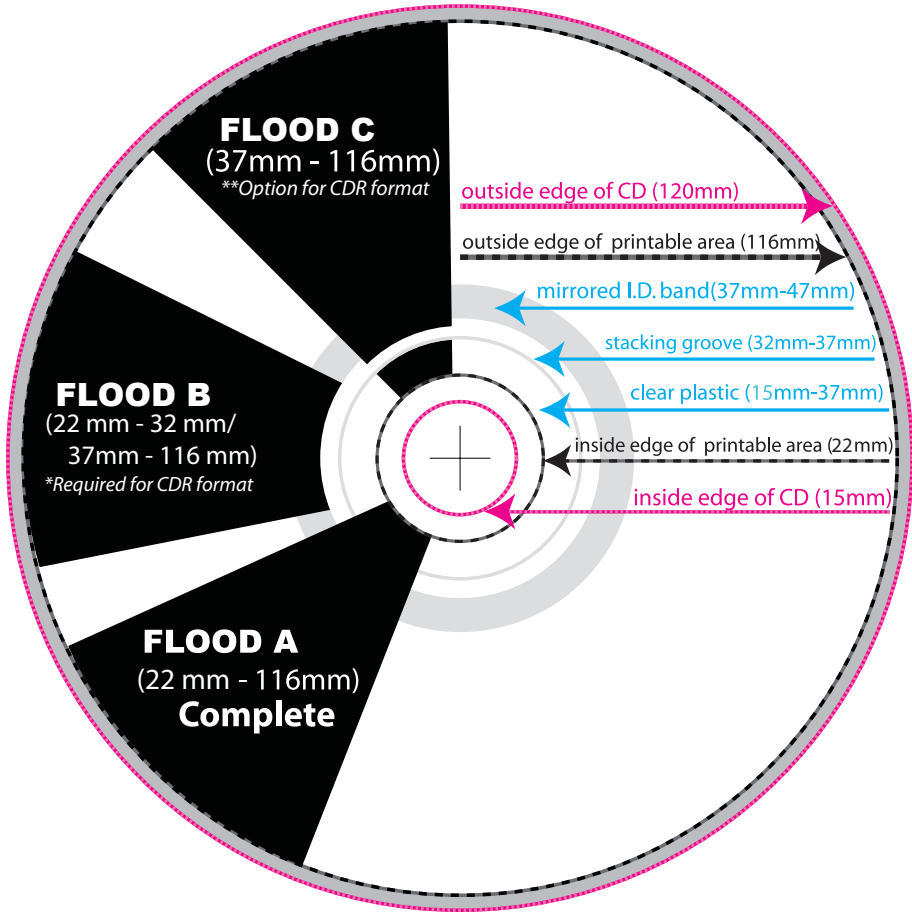 FLOOD C
(37mm - 116mm)
**Option for CDR format
outside edge of CD (120mm)
outside edge of printable area (116mm)
mirrored I.D. band(37mm-47mm)
stacking groove (32mm-37mm)
clear plastic (15mm-37mm)
inside edge of printable area (22mm)
inside edge of CD (15mm)
FLOOD B
(22 mm - 32 mm/
37mm - 116 mm)
*Required for CDR format
FLOOD A
(22 mm - 116mm)
Complete